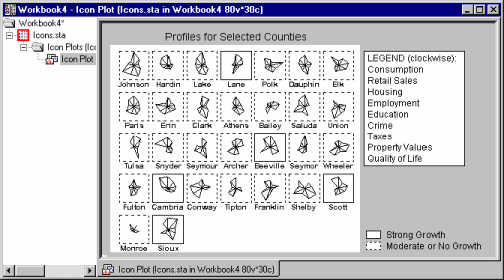 Workbook4 - Icon Plot (Icons.sta in Workbook4 80v*30c)
Workbook4*
Icons.sta
Icon Plots (Ico
Icon Plot
Profiles for Selected Counties
Johnson Hardin Lake Lane Polk Dauphin Elk
Paris Erin Clark Athens Bailey Saluda Union
Tulsa Snyder Seymour Archer Beeville Seymor Wheeler
Fulton Cambria Conway Tipton Franklin Shelby Scott
Monroe Sioux
LEGEND (clockwise):
Consumption
Retail Sales
Housing
Employment
Education
Crime
Taxes
Property Values
Quality of Life
Strong Growth
Moderate or No Growth
Icon Plot (Icons.sta in Workbook4 80v*30c)